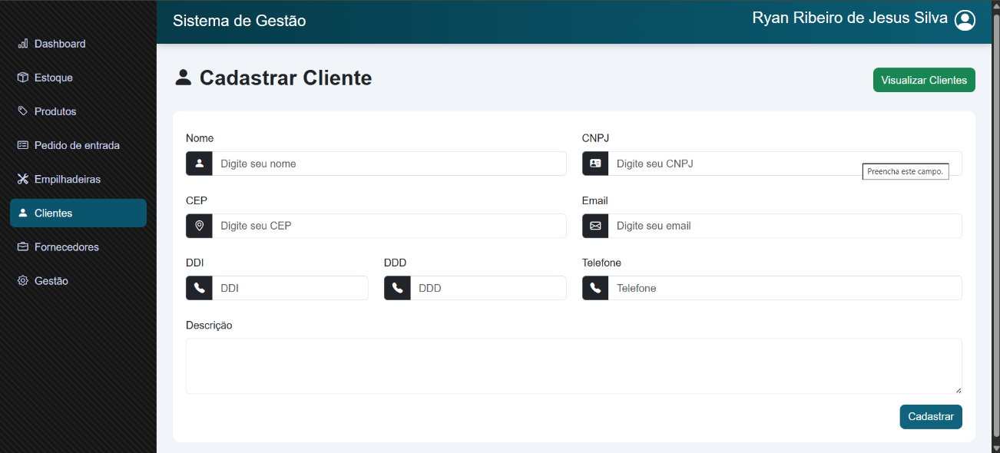 Sistema de Gestão
Ryan Ribeiro de Jesus Silva
Dashboard
Estoque
Produtos
Pedido de entrada
Empilhadeiras
Clientes
Fornecedores
Gestão
Cadastrar Cliente
Visualizar Clientes
Nome
Digite seu nome
CNPJ
Digite seu CNPJ
Preencha este campo.
CEP
Digite seu CEP
Email
Digite seu email
DDI
DDI
DDD
DDD
Telefone
Telefone
Descrição
Cadastrar